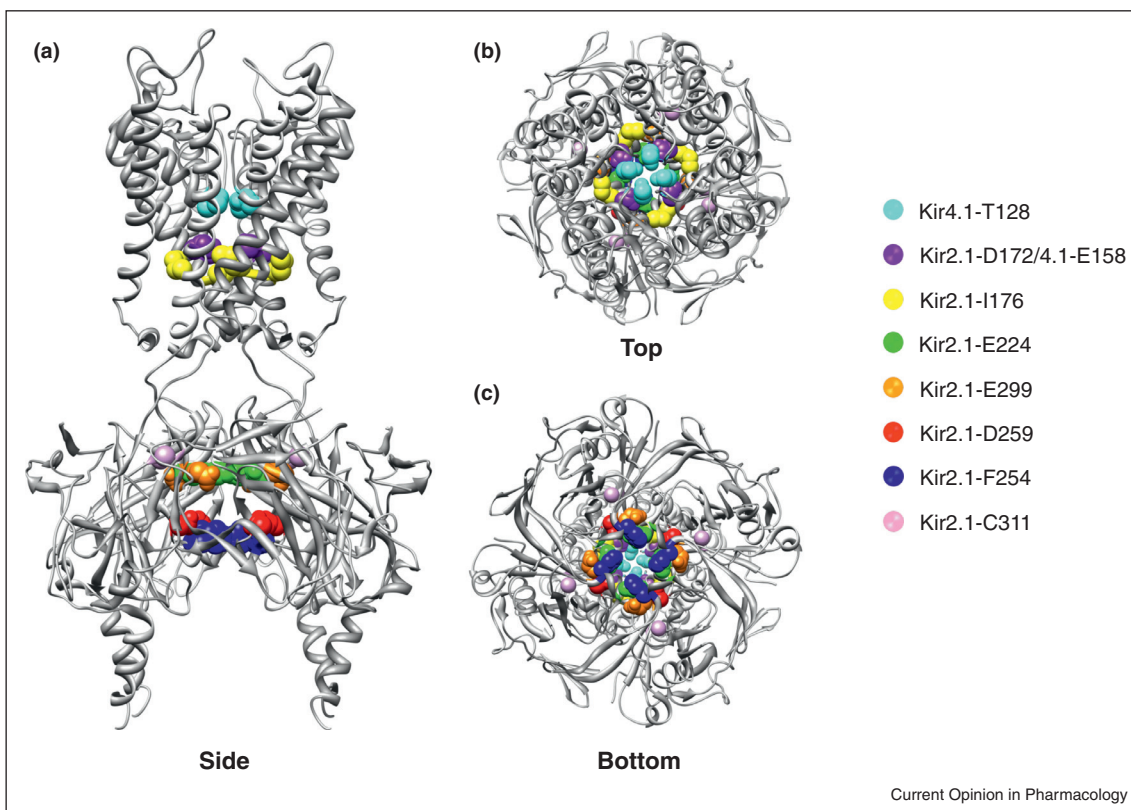 (a)
(b)
Top
(c)
Side
Bottom
Kir4.1-T128
Kir2.1-D172/4.1-E158
Kir2.1-I176
Kir2.1-E224
Kir2.1-E299
Kir2.1-D259
Kir2.1-F254
Kir2.1-C311
Current Opinion in Pharmacology